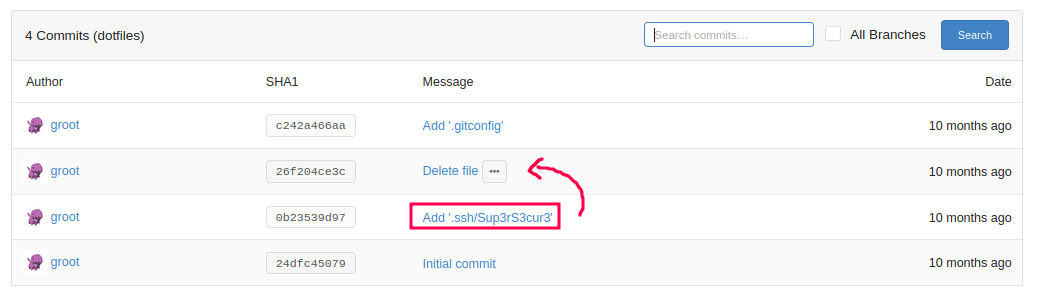 4 Commits (dotfiles) Search commits... All Branches Search
Author SHA1 Message Date
groot c242a466aa Add '.gitconfig' 10 months ago
groot 26f204ce3c Delete file ••• 10 months ago
groot 0b23539d97 Add '.ssh/Sup3rS3cur3' 10 months ago
groot 24dfc45079 Initial commit 10 months ago